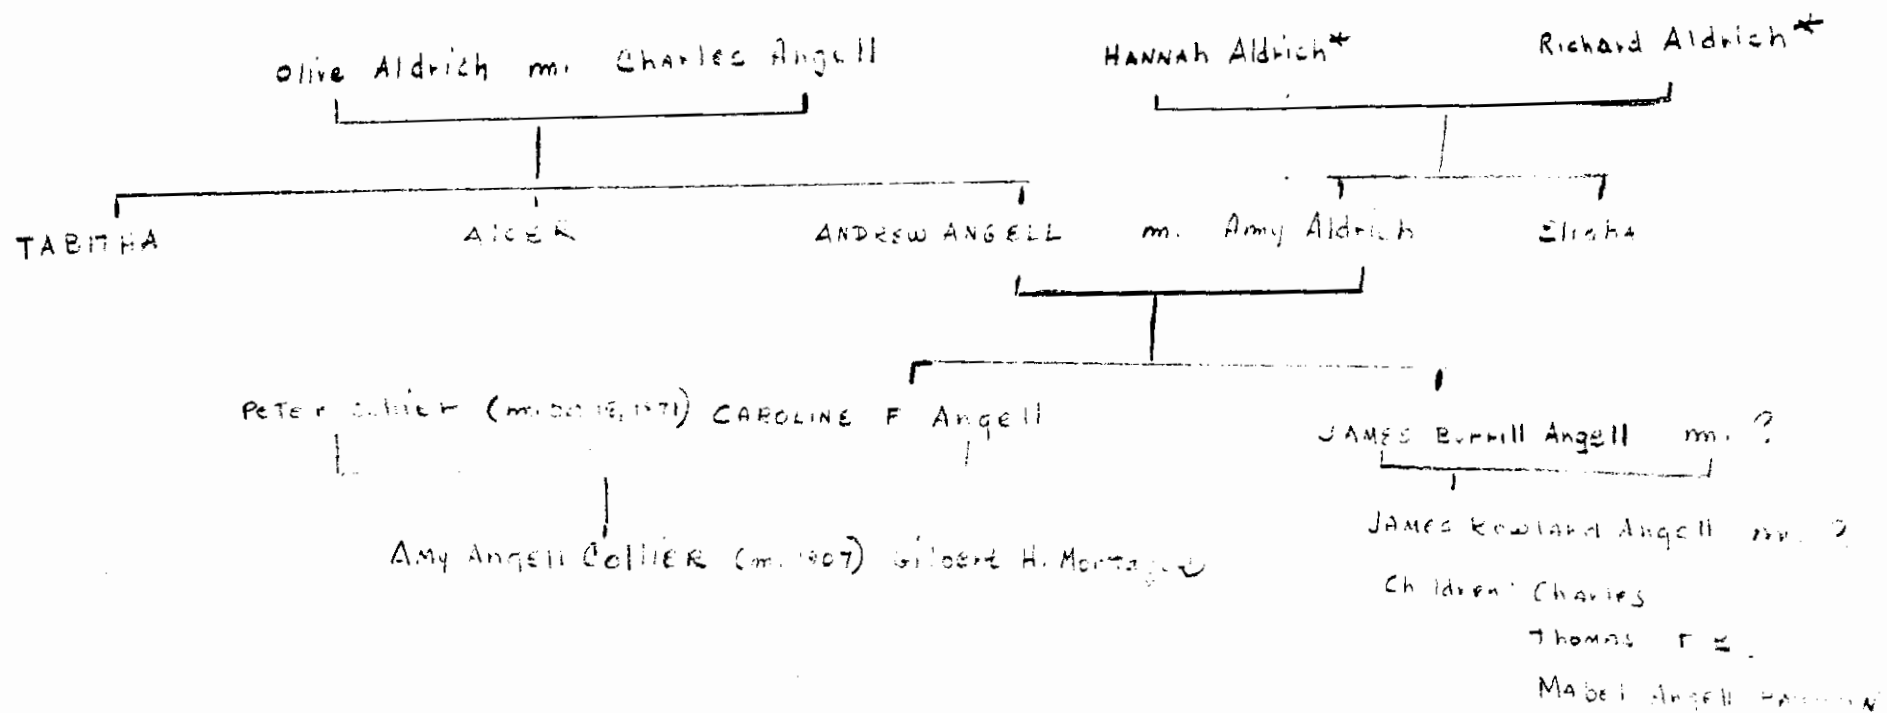 Olive Aldrich m. Charles Angell HANNAH Aldrich* Richard Aldrich*
TABITHA ANDREW ANGELL m. Amy Aldrich Elisha
PETEr (m. 1871) CAROLINE F Angell
JAMES Burrill Angell m. ?
JAMES Rowland Angell m. ?
Amy Angell CollIER (m. 1907) Gilbert H. Montague
Children: Charles
Thomas
Mabel Angell